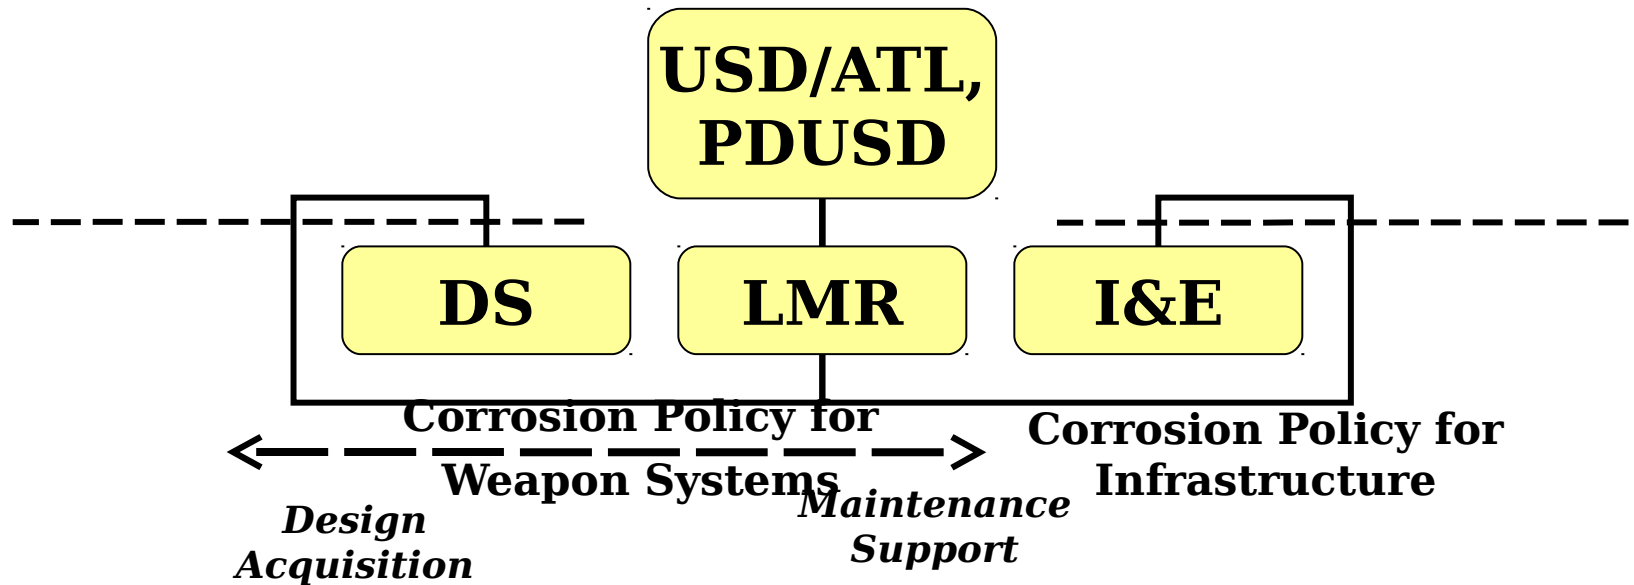 USD/ATL,
PDUSD
DS
LMR
I&E
Corrosion Policy for
Weapon Systems
Corrosion Policy for
Infrastructure
Design
Acquisition
Maintenance
Support